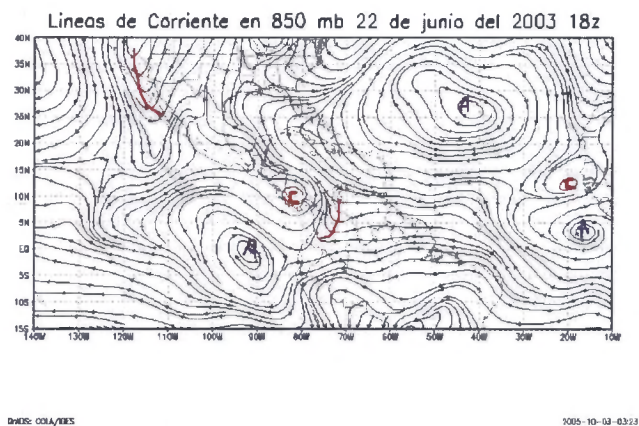 Lineas de Corriente en 850 mb 22 de junio del 2003 18z
40N
35N
30N
25N
20N
15N
10N
5N
EQ
5S
10S
15S
A
C
C
A
A
140W 130W 120W 110W 100W 90W 80W 70W 60W 50W 40W 30W 20W 10W
GrADS: COLA/IGES 2005-10-03-03:23